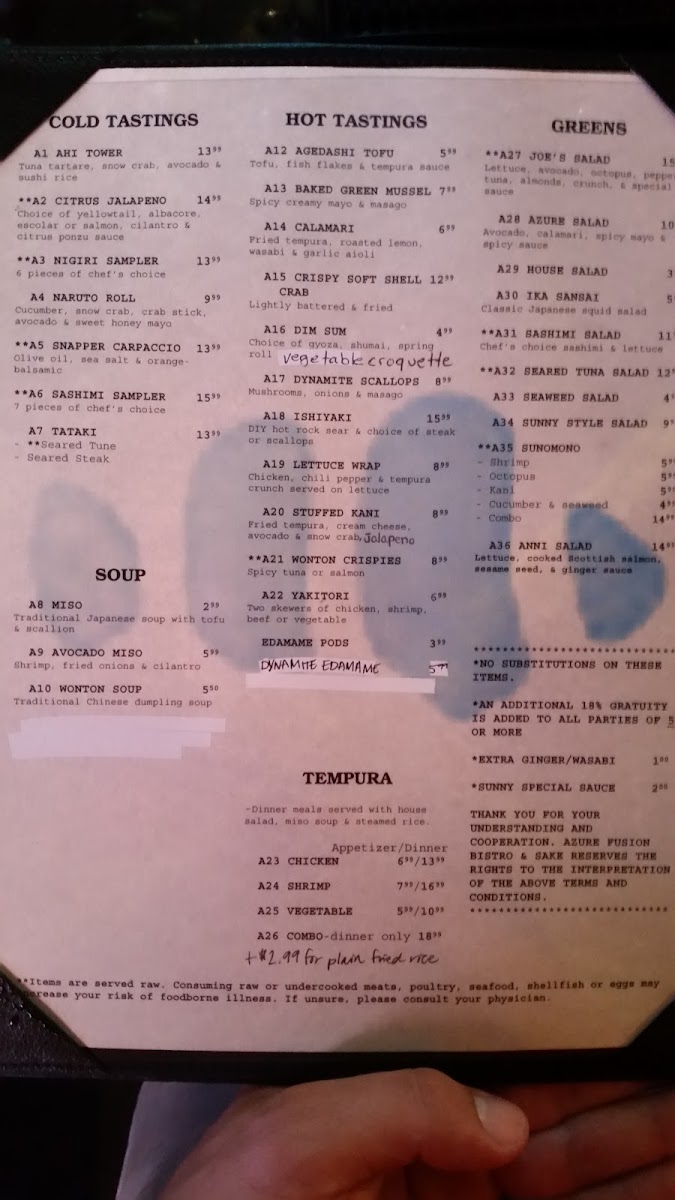 COLD TASTINGS
A1 AHI TOWER 13⁹⁹
Tuna tartare, snow crab, avocado &
sushi rice
**A2 CITRUS JALAPENO 14⁹⁹
Choice of yellowtail, albacore,
escolar or salmon, cilantro &
citrus ponzu sauce
**A3 NIGIRI SAMPLER 13⁹⁹
6 pieces of chef's choice
A4 NARUTO ROLL 9⁹⁹
Cucumber, snow crab, crab stick,
avocado & sweet honey mayo
**A5 SNAPPER CARPACCIO 13⁹⁹
Olive oil, sea salt & orange-
balsamic
**A6 SASHIMI SAMPLER 15⁹⁹
7 pieces of chef's choice
A7 TATAKI 13⁹⁹
- **Seared Tune
- Seared Steak
SOUP
A8 MISO 2⁹⁹
Traditional Japanese soup with tofu
& scallion
A9 AVOCADO MISO 5⁹⁹
Shrimp, fried onions & cilantro
A10 WONTON SOUP 5⁵⁰
Traditional Chinese dumpling soup
HOT TASTINGS
A12 AGEDASHI TOFU 5⁹⁹
Tofu, fish flakes & tempura sauce
A13 BAKED GREEN MUSSEL 7⁹⁹
Spicy creamy mayo & masago
A14 CALAMARI 6⁹⁹
Fried tempura, roasted lemon,
wasabi & garlic aioli
A15 CRISPY SOFT SHELL 12⁹⁹
CRAB
Lightly battered & fried
A16 DIM SUM 4⁹⁹
Choice of gyoza, shumai, spring
roll vegetable croquette
A17 DYNAMITE SCALLOPS 8⁹⁹
Mushrooms, onions & masago
A18 ISHIYAKI 15⁹⁹
DIY hot rock sear & choice of steak
or scallops
A19 LETTUCE WRAP 8⁹⁹
Chicken, chili pepper & tempura
crunch served on lettuce
A20 STUFFED KANI 8⁹⁹
Fried tempura, cream cheese,
avocado & snow crab, Jalapeno
**A21 WONTON CRISPIES 8⁹⁹
Spicy tuna or salmon
A22 YAKITORI 6⁹⁹
Two skewers of chicken, shrimp,
beef or vegetable
EDAMAME PODS 3⁹⁹
DYNAMITE EDAMAME 5⁹⁹
TEMPURA
-Dinner meals served with house
salad, miso soup & steamed rice.
Appetizer/Dinner
A23 CHICKEN 6⁹⁹/13⁹⁹
A24 SHRIMP 7⁹⁹/16⁹⁹
A25 VEGETABLE 5⁹⁹/10⁹⁹
A26 COMBO-dinner only 18⁹⁹
+$2.99 for plain fried rice
GREENS
**A27 JOE'S SALAD 15
Lettuce, avocado, octopus, peppe
tuna, almonds, crunch, & special
sauce
A28 AZURE SALAD 10
Avocado, calamari, spicy mayo &
spicy sauce
A29 HOUSE SALAD 3
A30 IKA SANSAI 5
Classic Japanese squid salad
**A31 SASHIMI SALAD 11
Chef's choice sashimi & lettuce
**A32 SEARED TUNA SALAD 12
A33 SEAWEED SALAD 4
A34 SUNNY STYLE SALAD 9
**A35 SUNOMONO
- Shrimp 5⁹
- Octopus 5⁹
- Kani 5⁹
- Cucumber & seaweed 4⁹
- Combo 14⁹
A36 ANNI SALAD 14⁹
Lettuce, cooked Scottish salmon,
sesame seed, & ginger sauce
*NO SUBSTITUTIONS ON THESE
ITEMS.
*AN ADDITIONAL 18% GRATUITY
IS ADDED TO ALL PARTIES OF 5
OR MORE
*EXTRA GINGER/WASABI 1⁰⁰
*SUNNY SPECIAL SAUCE 2⁵⁰
THANK YOU FOR YOUR
UNDERSTANDING AND
COOPERATION. AZURE FUSION
BISTRO & SAKE RESERVES THE
RIGHTS TO THE INTERPRETATION
OF THE ABOVE TERMS AND
CONDITIONS.
**Items are served raw. Consuming raw or undercooked meats, poultry, seafood, shellfish or eggs may
crease your risk of foodborne illness. If unsure, please consult your physician.